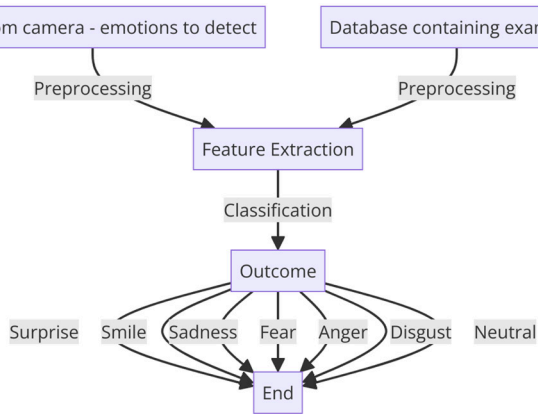 om camera - emotions to detect
Database containing exa
Preprocessing
Preprocessing
Feature Extraction
Classification
Outcome
Surprise
Smile
Sadness
Fear
Anger
Disgust
Neutral
End